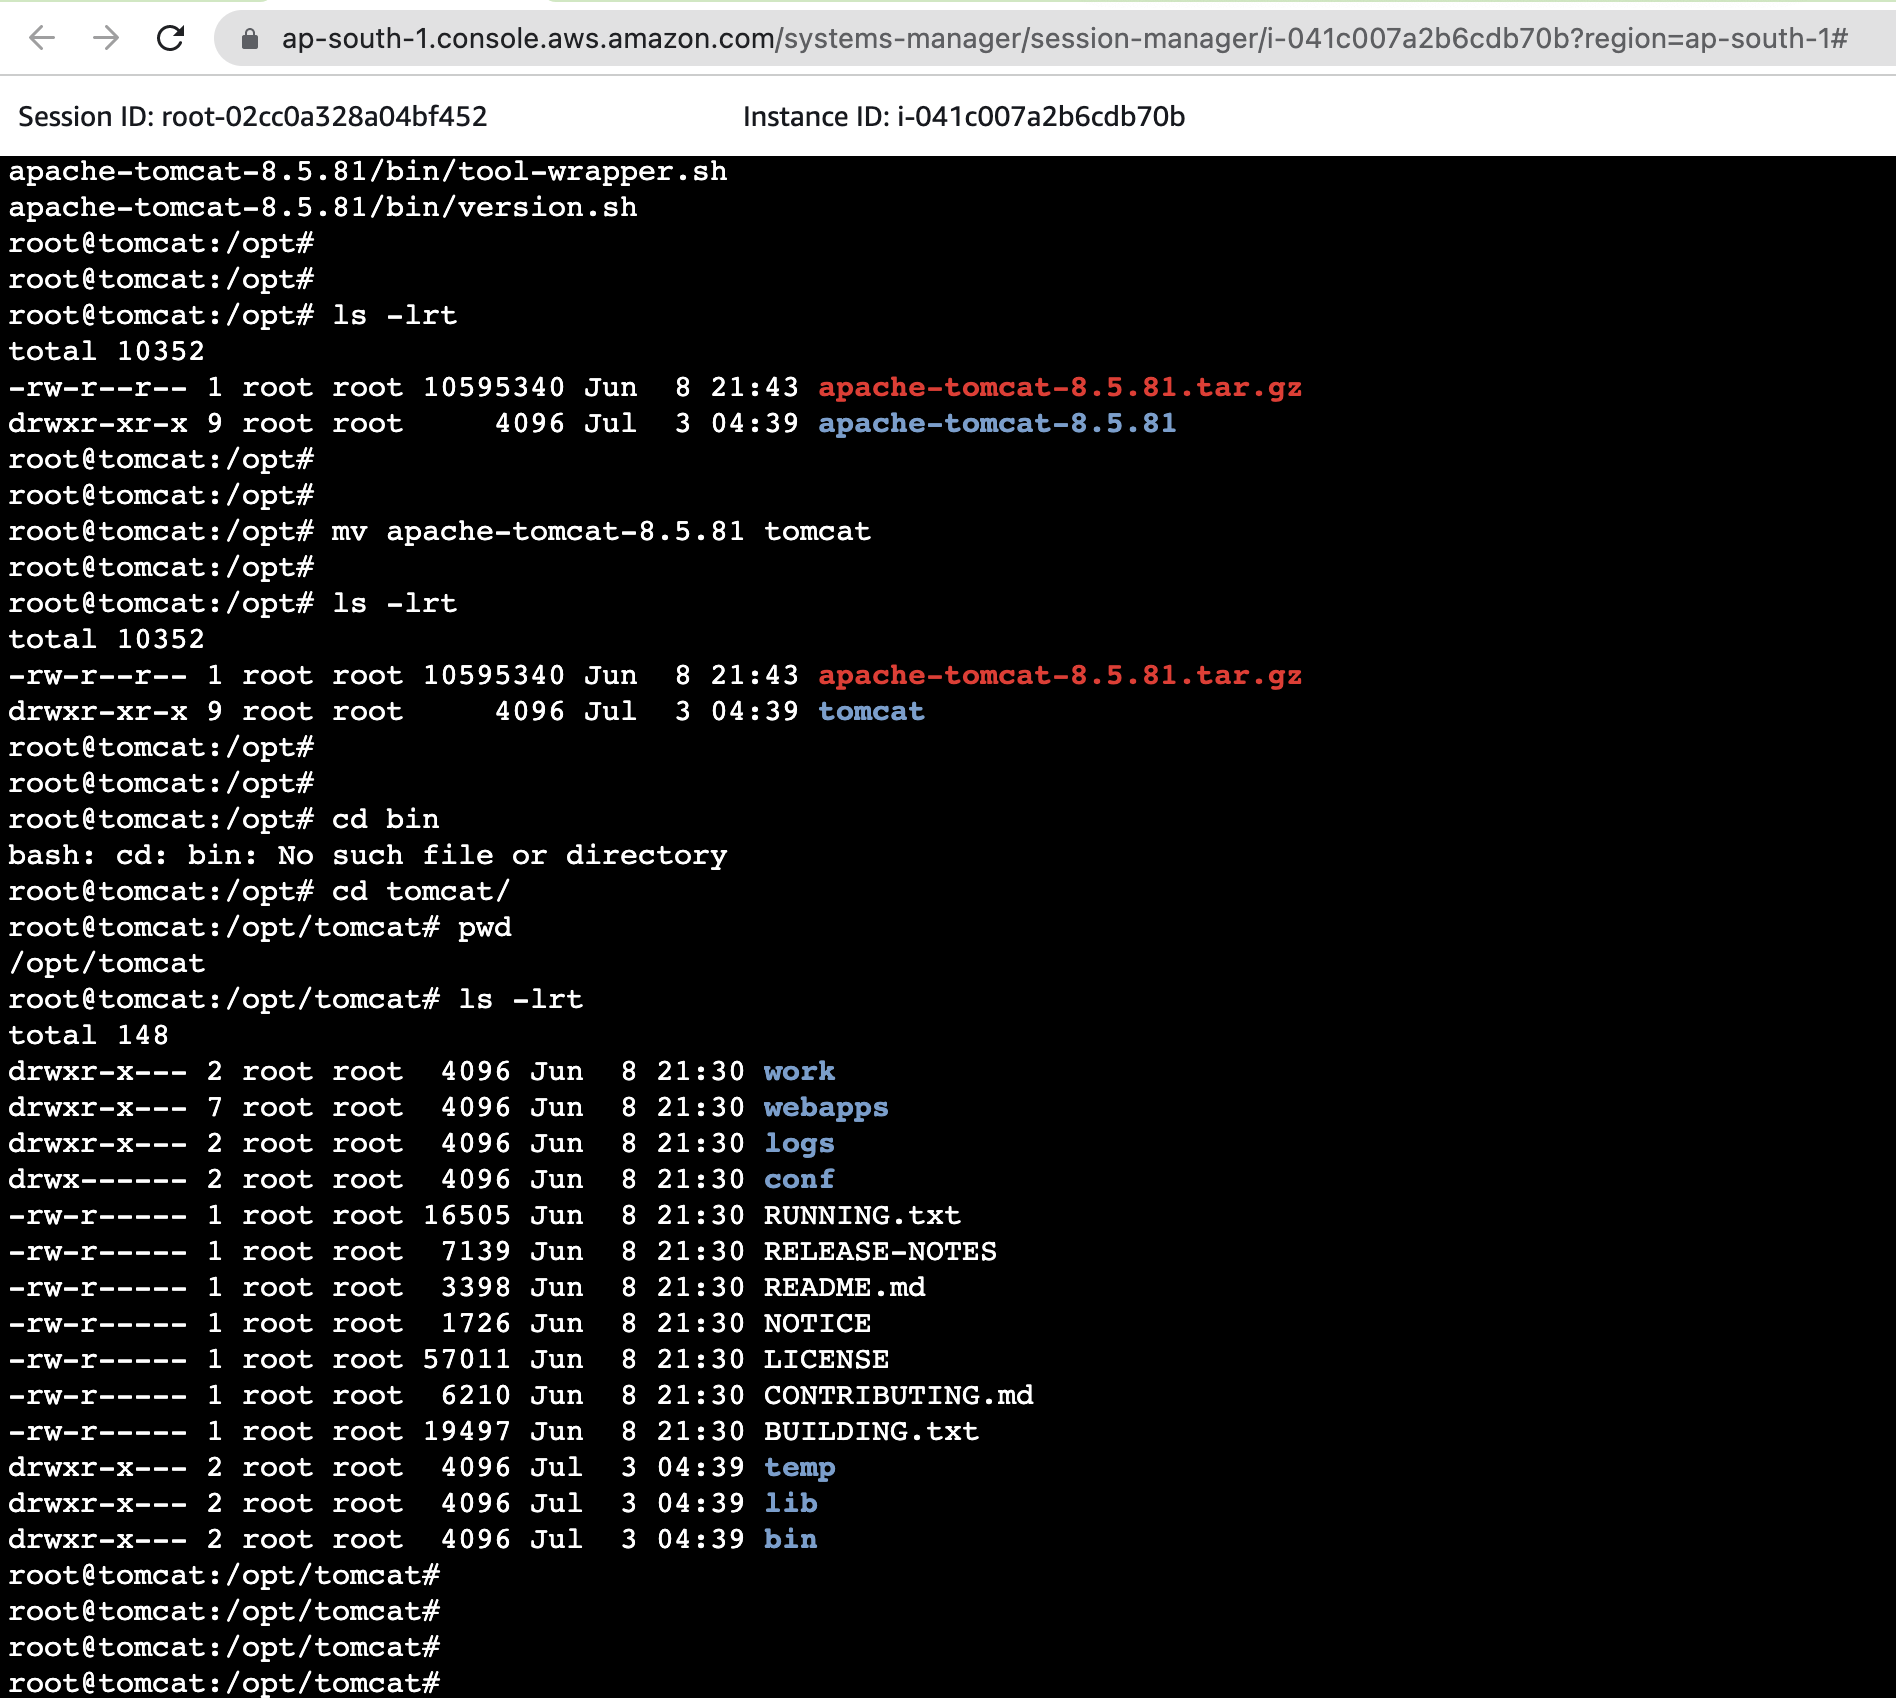 ap-south-1.console.aws.amazon.com/systems-manager/session-manager/i-041c007a2b6cdb70b?region=ap-south-1#
Session ID: root-02cc0a328a04bf452 Instance ID: i-041c007a2b6cdb70b
apache-tomcat-8.5.81/bin/tool-wrapper.sh
apache-tomcat-8.5.81/bin/version.sh
root@tomcat:/opt#
root@tomcat:/opt#
root@tomcat:/opt# ls -lrt
total 10352
-rw-r--r-- 1 root root 10595340 Jun  8 21:43 apache-tomcat-8.5.81.tar.gz
drwxr-xr-x 9 root root     4096 Jul  3 04:39 apache-tomcat-8.5.81
root@tomcat:/opt#
root@tomcat:/opt#
root@tomcat:/opt# mv apache-tomcat-8.5.81 tomcat
root@tomcat:/opt#
root@tomcat:/opt# ls -lrt
total 10352
-rw-r--r-- 1 root root 10595340 Jun  8 21:43 apache-tomcat-8.5.81.tar.gz
drwxr-xr-x 9 root root     4096 Jul  3 04:39 tomcat
root@tomcat:/opt#
root@tomcat:/opt#
root@tomcat:/opt# cd bin
bash: cd: bin: No such file or directory
root@tomcat:/opt# cd tomcat/
root@tomcat:/opt/tomcat# pwd
/opt/tomcat
root@tomcat:/opt/tomcat# ls -lrt
total 148
drwxr-x--- 2 root root  4096 Jun  8 21:30 work
drwxr-x--- 7 root root  4096 Jun  8 21:30 webapps
drwxr-x--- 2 root root  4096 Jun  8 21:30 logs
drwx------ 2 root root  4096 Jun  8 21:30 conf
-rw-r----- 1 root root 16505 Jun  8 21:30 RUNNING.txt
-rw-r----- 1 root root  7139 Jun  8 21:30 RELEASE-NOTES
-rw-r----- 1 root root  3398 Jun  8 21:30 README.md
-rw-r----- 1 root root  1726 Jun  8 21:30 NOTICE
-rw-r----- 1 root root 57011 Jun  8 21:30 LICENSE
-rw-r----- 1 root root  6210 Jun  8 21:30 CONTRIBUTING.md
-rw-r----- 1 root root 19497 Jun  8 21:30 BUILDING.txt
drwxr-x--- 2 root root  4096 Jul  3 04:39 temp
drwxr-x--- 2 root root  4096 Jul  3 04:39 lib
drwxr-x--- 2 root root  4096 Jul  3 04:39 bin
root@tomcat:/opt/tomcat#
root@tomcat:/opt/tomcat#
root@tomcat:/opt/tomcat#
root@tomcat:/opt/tomcat#